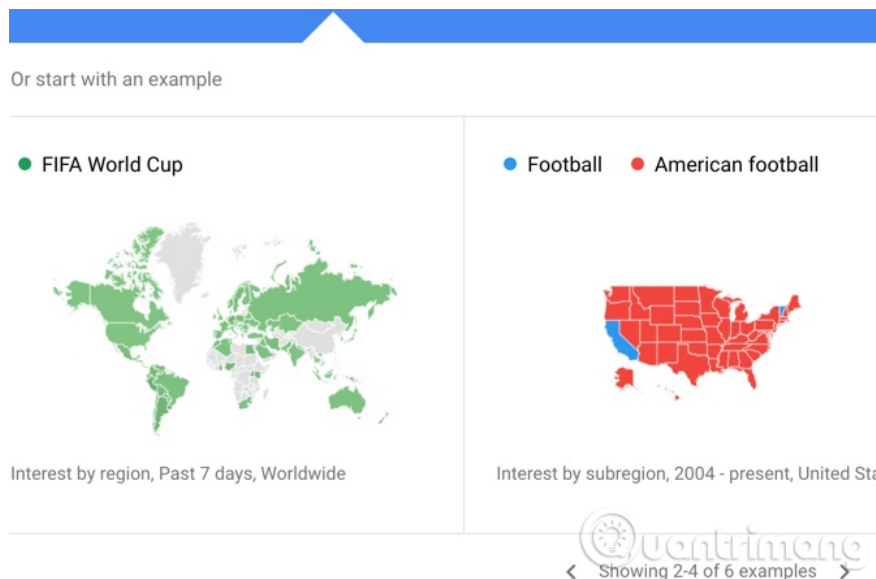 Or start with an example
FIFA World Cup
Interest by region, Past 7 days, Worldwide
Football American football
Interest by subregion, 2004 - present, United Sta
Quantrimang
Showing 2-4 of 6 examples